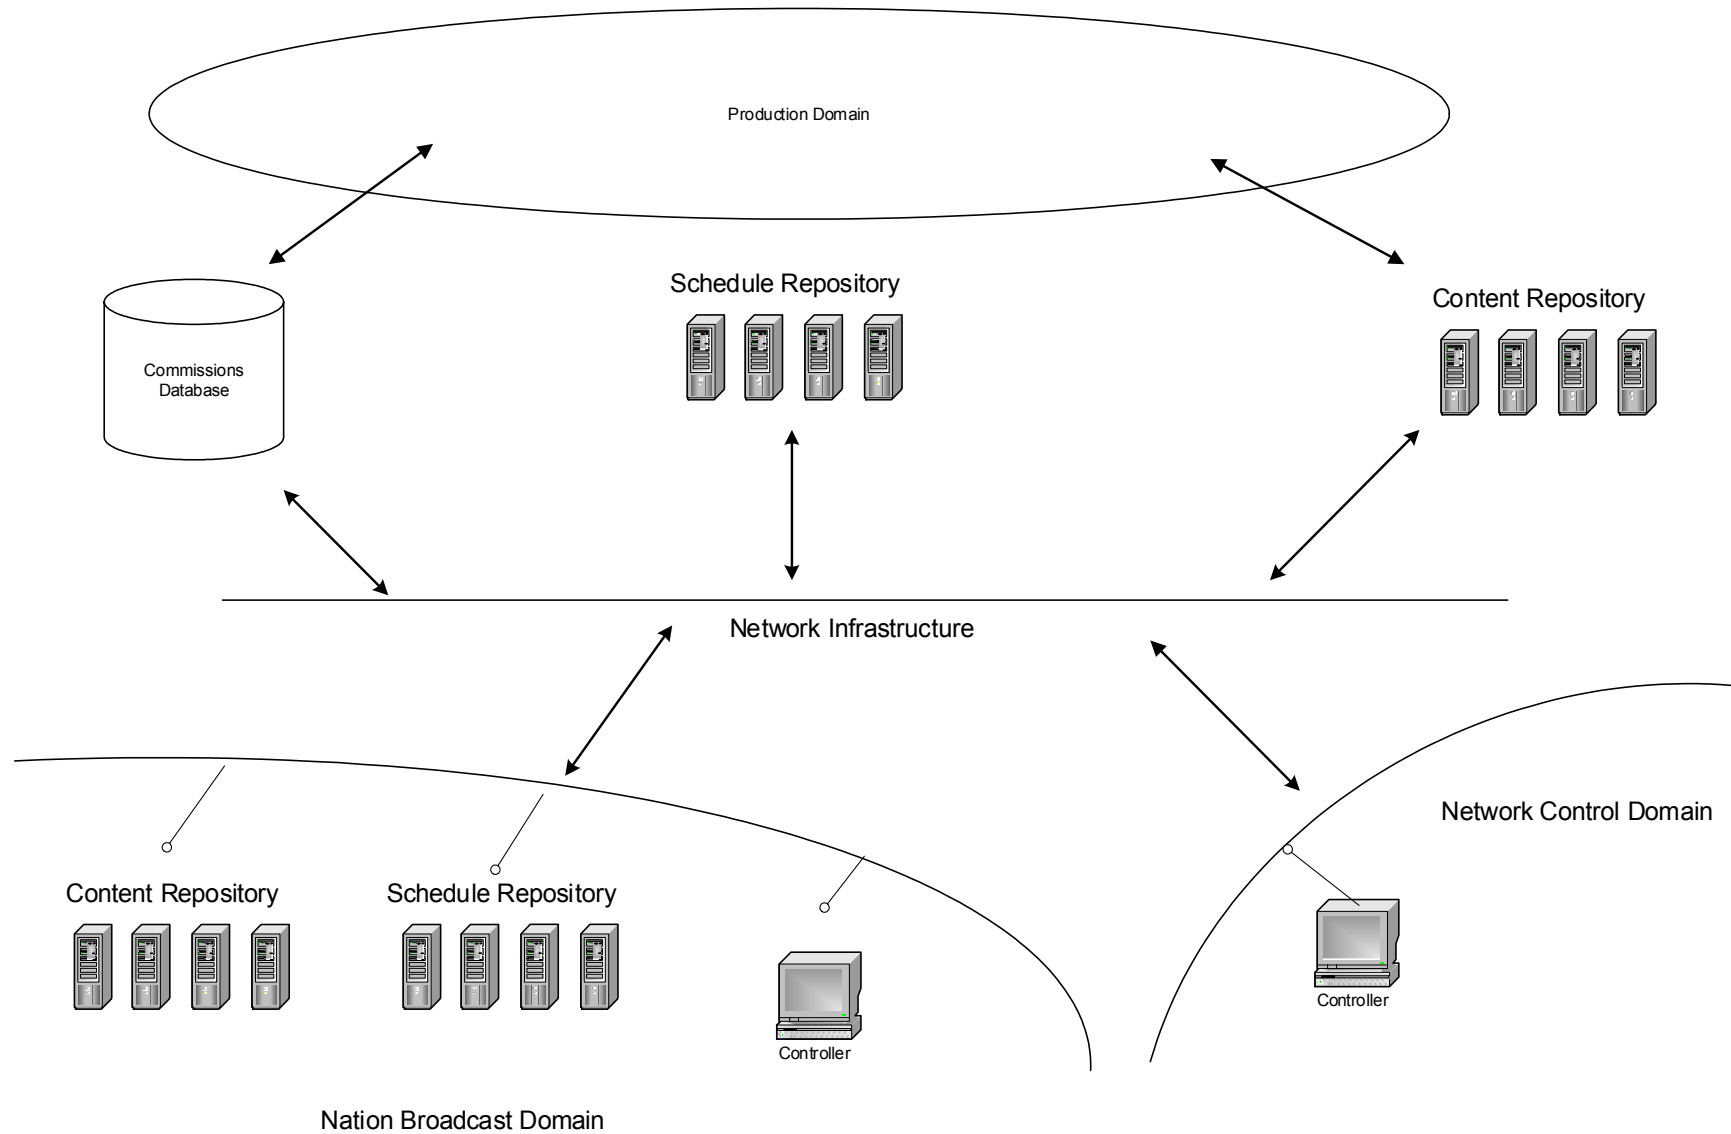 Production Domain
Schedule Repository
Content Repository
Commissions
Database
Network Infrastructure
Network Control Domain
Content Repository
Schedule Repository
Controller
Controller
Nation Broadcast Domain